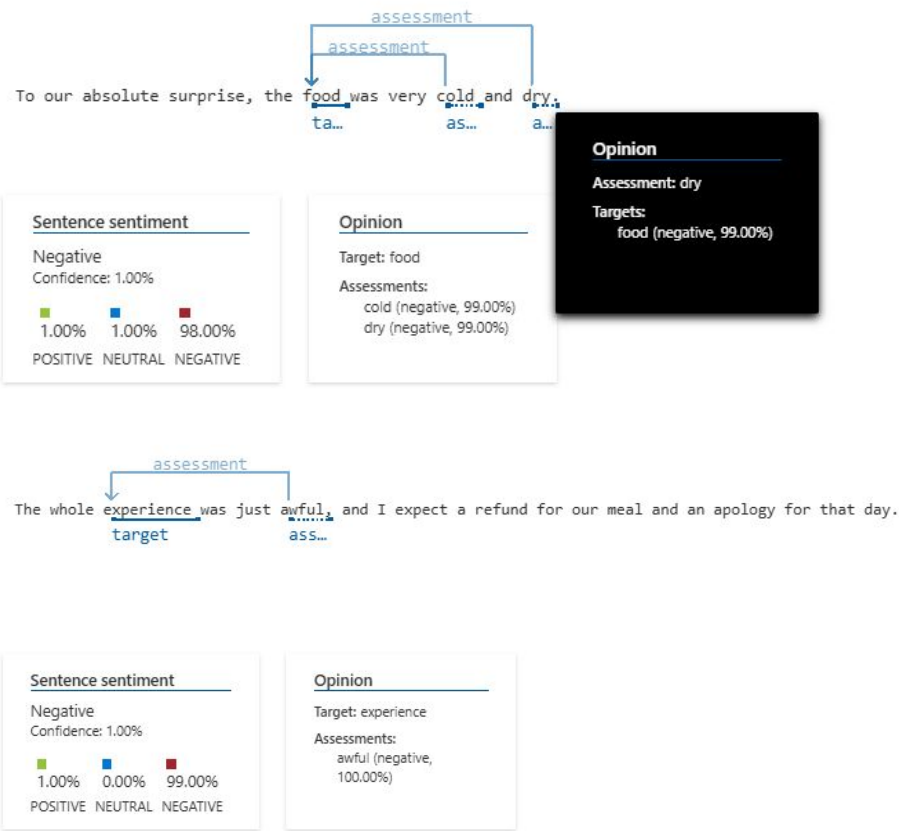 assessment
assessment
To our absolute surprise, the food was very cold and dry.
ta… as… a…
Opinion
Assessment: dry
Targets:
food (negative, 99.00%)
Sentence sentiment
Negative
Confidence: 1.00%
1.00% 1.00% 98.00%
POSITIVE NEUTRAL NEGATIVE
Opinion
Target: food
Assessments:
cold (negative, 99.00%)
dry (negative, 99.00%)
assessment
The whole experience was just awful, and I expect a refund for our meal and an apology for that day.
target ass…
Sentence sentiment
Negative
Confidence: 1.00%
1.00% 0.00% 99.00%
POSITIVE NEUTRAL NEGATIVE
Opinion
Target: experience
Assessments:
awful (negative,
100.00%)